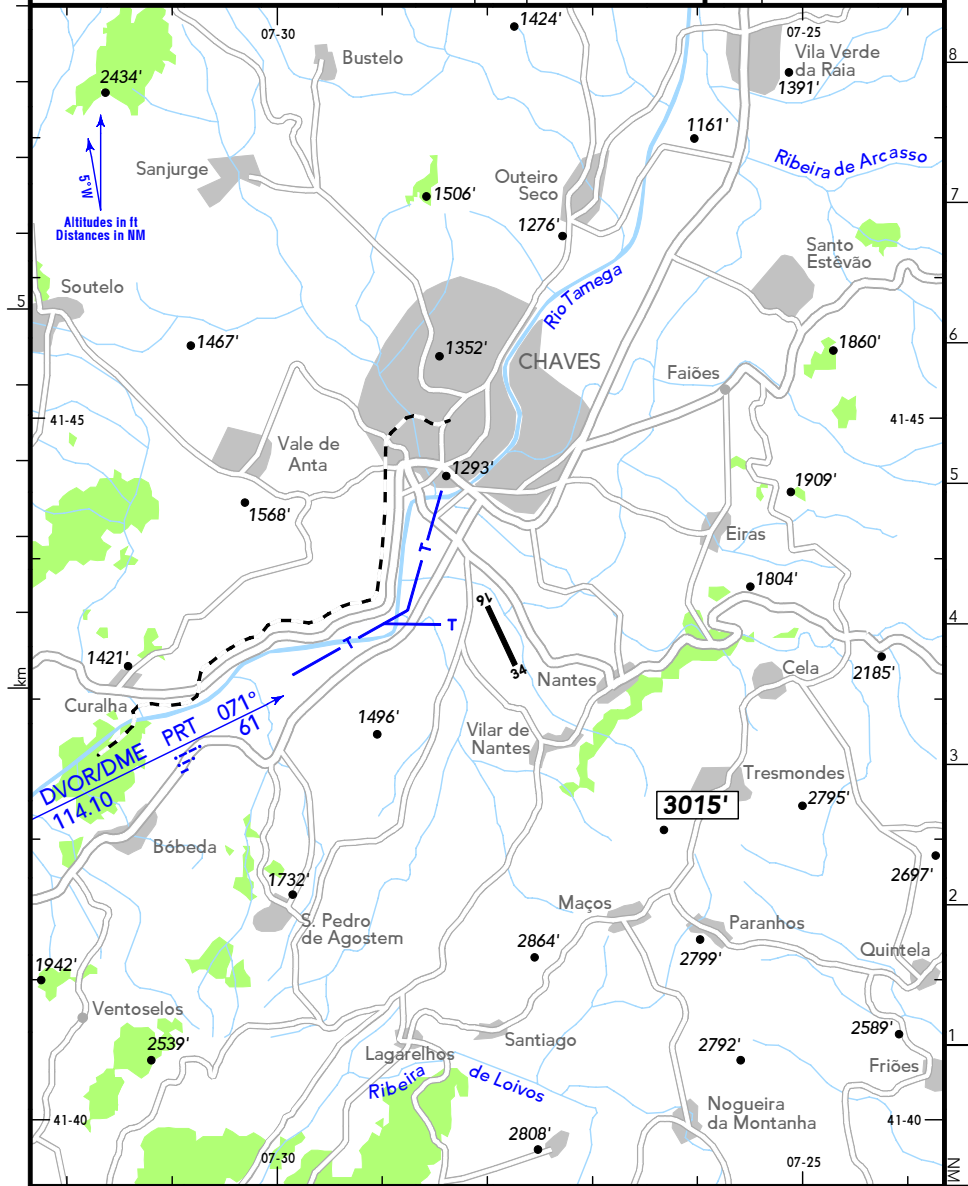 1424'
07-30
07-25
8
Bustelo
Vila Verde
da Raia
1391'
2434'
1161'
Sanjurge
Ribeira de Arcasso
5°W
Outeiro
Seco
1506'
7
Altitudes in ft
Distances in NM
1276'
Santo
Estêvão
Soutelo
Rio Tamega
5
1467'
1352'
CHAVES
6
1860'
Faiões
41-45
41-45
Vale de
Anta
1293'
5
1909'
1568'
Eiras
T
1804'
16
T
4
T
1421'
34
Nantes
Cela
2185'
km
Curalha
DVOR/DME PRT 071°
114.10
61
1496'
Vilar de
Nantes
3
Tresmondes
3015'
2795'
Bóbeda
2697'
1732'
S. Pedro
de Agostem
2
Maços
Paranhos
2864'
2799'
Quintela
1942'
Ventoselos
2589'
2539'
Santiago
2792'
1
Lagarelhos
Friões
Ribeira
de Loivos
41-40
Nogueira
da Montanha
41-40
2808'
07-30
07-25
NM